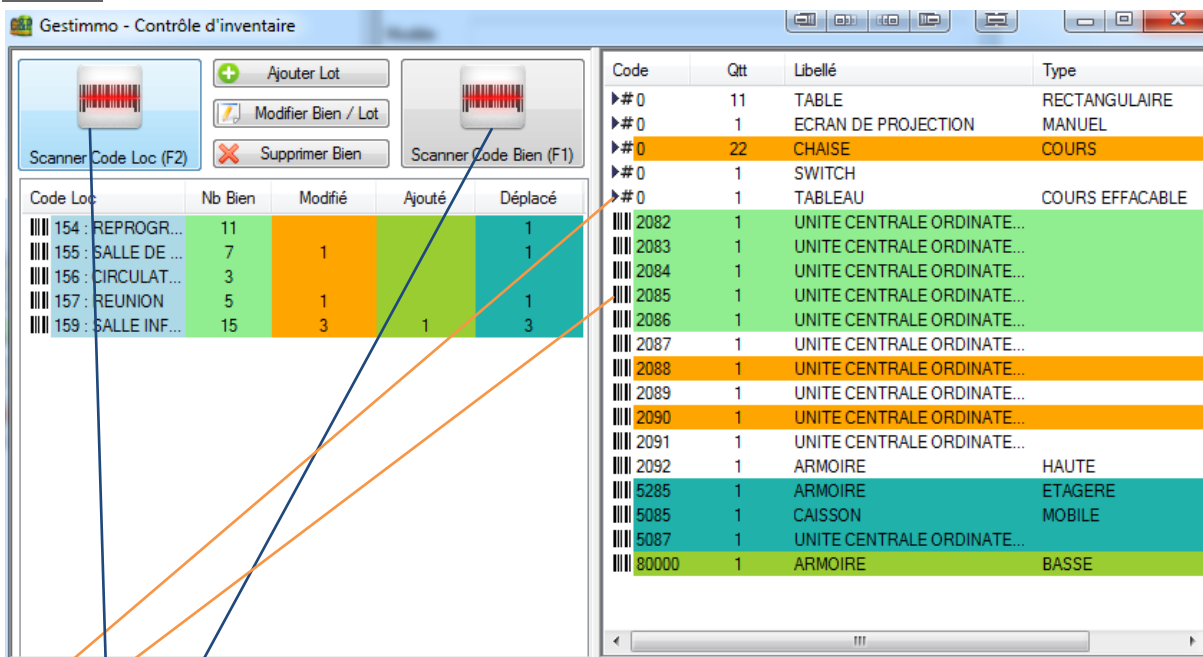 Gestimmo - Contrôle d'inventaire
Scanner Code Loc (F2)
Ajouter Lot
Modifier Bien / Lot
Supprimer Bien
Scanner Code Bien (F1)
Code Loc Nb Bien Modifié Ajouté Déplacé
154 : REPROGR... 11 1
155 : SALLE DE ... 7 1 1
156 : CIRCULAT... 3
157 : REUNION 5 1 1
159 : SALLE INF... 15 3 1 3
Code Qtt Libellé Type
# 0 11 TABLE RECTANGULAIRE
# 0 1 ECRAN DE PROJECTION MANUEL
# 0 22 CHAISE COURS
# 0 1 SWITCH
# 0 1 TABLEAU COURS EFFACABLE
2082 1 UNITE CENTRALE ORDINATE...
2083 1 UNITE CENTRALE ORDINATE...
2084 1 UNITE CENTRALE ORDINATE...
2085 1 UNITE CENTRALE ORDINATE...
2086 1 UNITE CENTRALE ORDINATE...
2087 1 UNITE CENTRALE ORDINATE...
2088 1 UNITE CENTRALE ORDINATE...
2089 1 UNITE CENTRALE ORDINATE...
2090 1 UNITE CENTRALE ORDINATE...
2091 1 UNITE CENTRALE ORDINATE...
2092 1 ARMOIRE HAUTE
5285 1 ARMOIRE ETAGERE
5085 1 CAISSON MOBILE
5087 1 UNITE CENTRALE ORDINATE...
80000 1 ARMOIRE BASSE